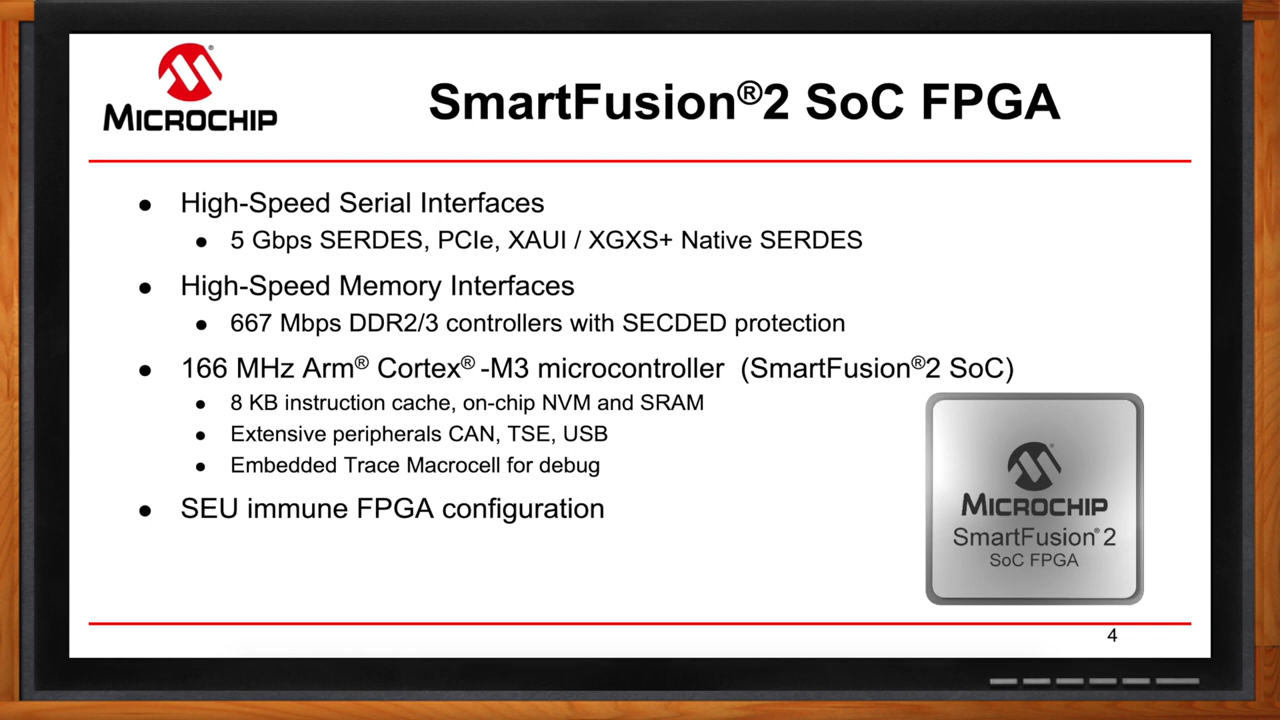 MICROCHIP
SmartFusion®2 SoC FPGA
● High-Speed Serial Interfaces
● 5 Gbps SERDES, PCIe, XAUI / XGXS+ Native SERDES
● High-Speed Memory Interfaces
● 667 Mbps DDR2/3 controllers with SECDED protection
● 166 MHz Arm® Cortex® -M3 microcontroller (SmartFusion®2 SoC)
● 8 KB instruction cache, on-chip NVM and SRAM
● Extensive peripherals CAN, TSE, USB
● Embedded Trace Macrocell for debug
● SEU immune FPGA configuration
MICROCHIP
SmartFusion®2
SoC FPGA
4